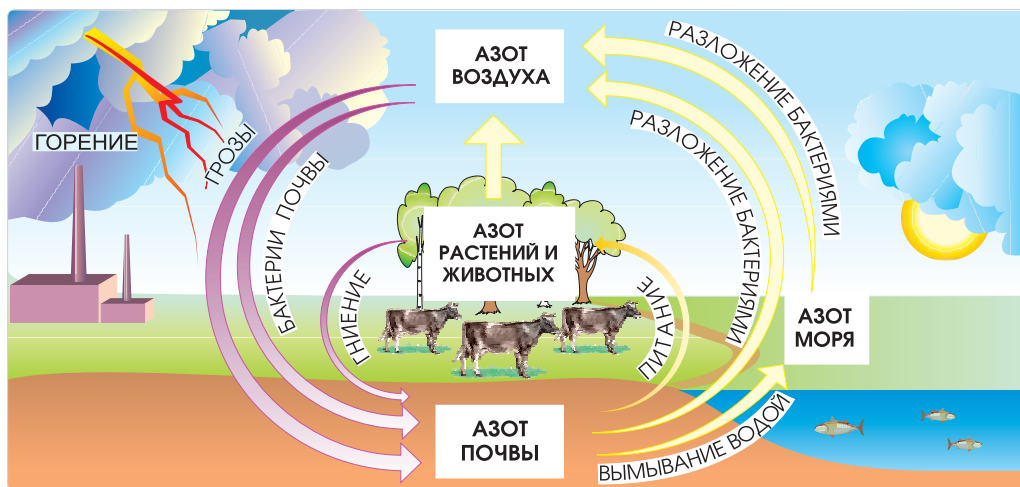 АЗОТ
ВОЗДУХА
РАЗЛОЖЕНИЕ БАКТЕРИЯМИ
РАЗЛОЖЕНИЕ БАКТЕРИЯМИ
ГОРЕНИЕ
ГРОЗЫ
БАКТЕРИИ ПОЧВЫ
АЗОТ
РАСТЕНИЙ И
ЖИВОТНЫХ
ГНИЕНИЕ
ПИТАНИЕ
АЗОТ
МОРЯ
АЗОТ
ПОЧВЫ
ВЫМЫВАНИЕ ВОДОЙ